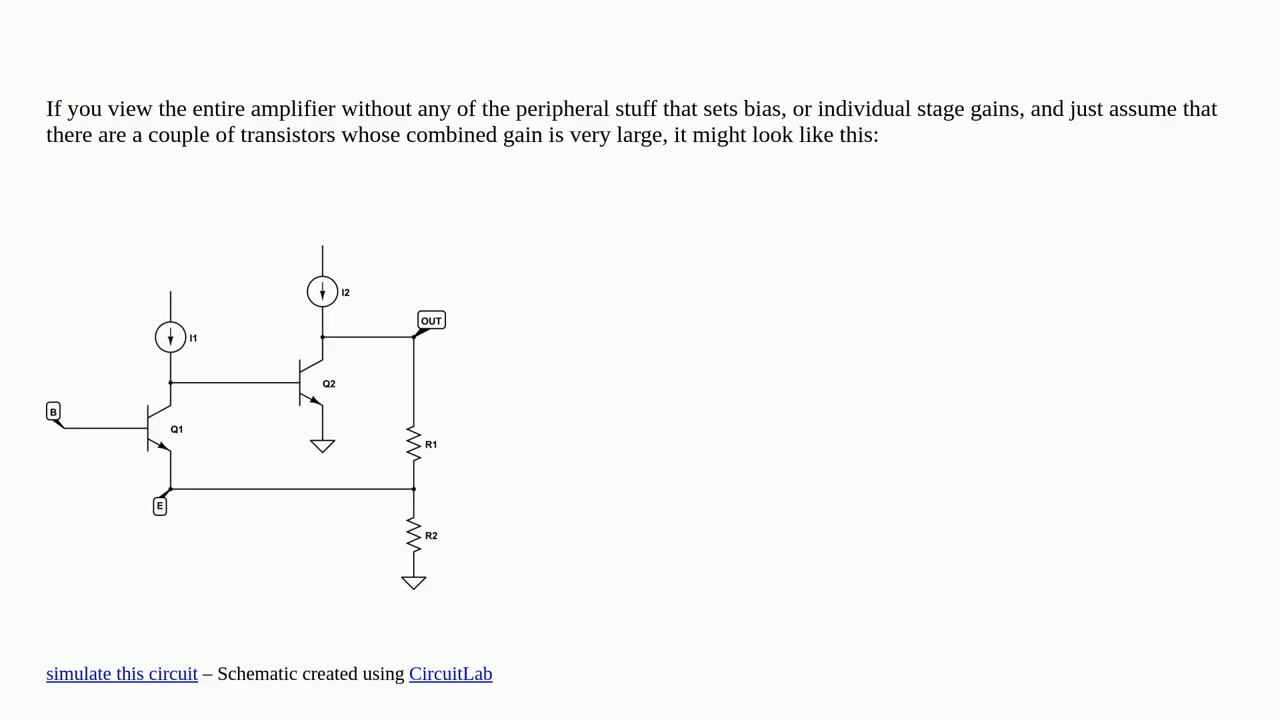 If you view the entire amplifier without any of the peripheral stuff that sets bias, or individual stage gains, and just assume that
there are a couple of transistors whose combined gain is very large, it might look like this:
I2
OUT
I1
Q2
B
Q1
R1
E
R2
simulate this circuit – Schematic created using CircuitLab